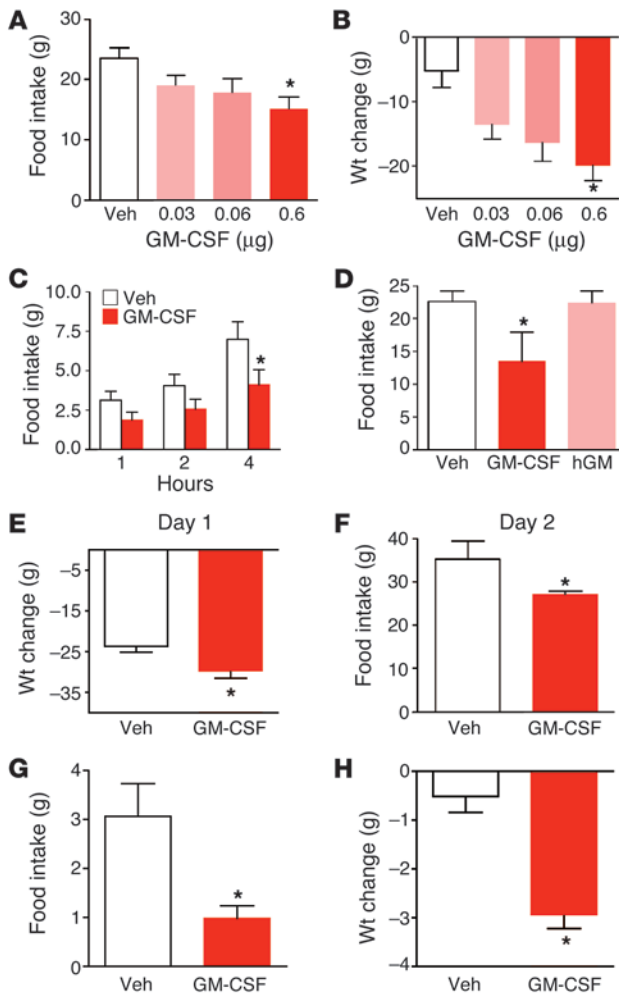 A
Food intake (g)
30
20
10
0
Veh
0.03
0.06
0.6
*
GM-CSF (µg)
B
Wt change (g)
0
−10
−20
Veh
0.03
0.06
0.6
*
GM-CSF (µg)
C
Food intake (g)
10.0
7.5
5.0
2.5
0.0
Veh
GM-CSF
*
1
2
4
Hours
D
Food intake (g)
25
20
15
10
5
0
*
Veh
GM-CSF
hGM
E
Day 1
Wt change (g)
−5
−15
−25
−35
*
Veh
GM-CSF
F
Day 2
Food intake (g)
40
30
40
10
0
*
Veh
GM-CSF
G
Food intake (g)
4
3
2
1
0
*
Veh
GM-CSF
H
Wt change (g)
0
−1
−2
−3
−4
*
Veh
GM-CSF